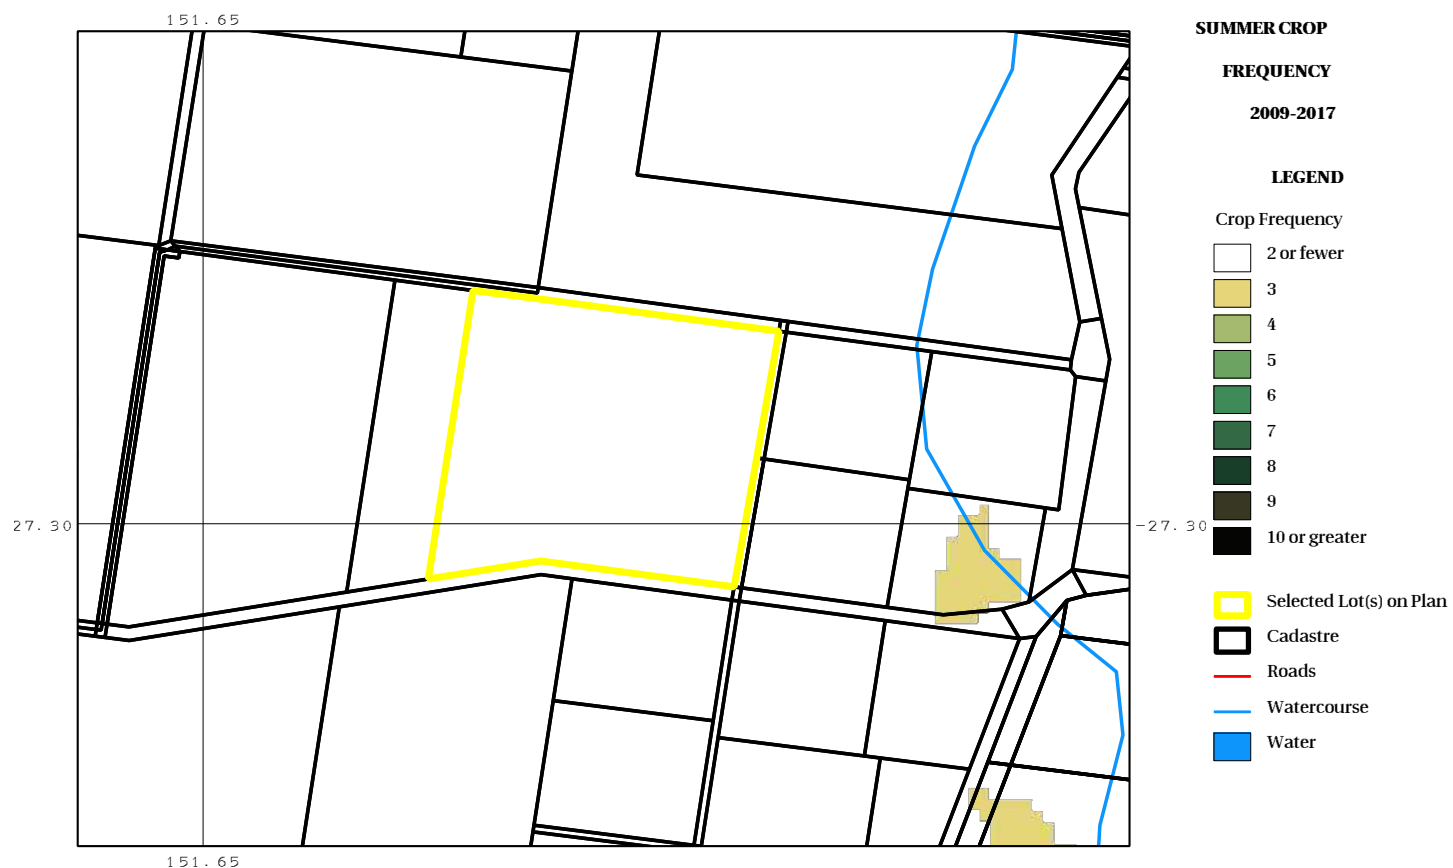 151.65
SUMMER CROP
FREQUENCY
2009-2017
LEGEND
Crop Frequency
2 or fewer
3
4
5
6
7
8
9
10 or greater
27.30
-27.30
Selected Lot(s) on Plan
Cadastre
Roads
Watercourse
Water
151.65